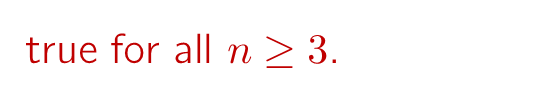 true for all n ≥ 3.